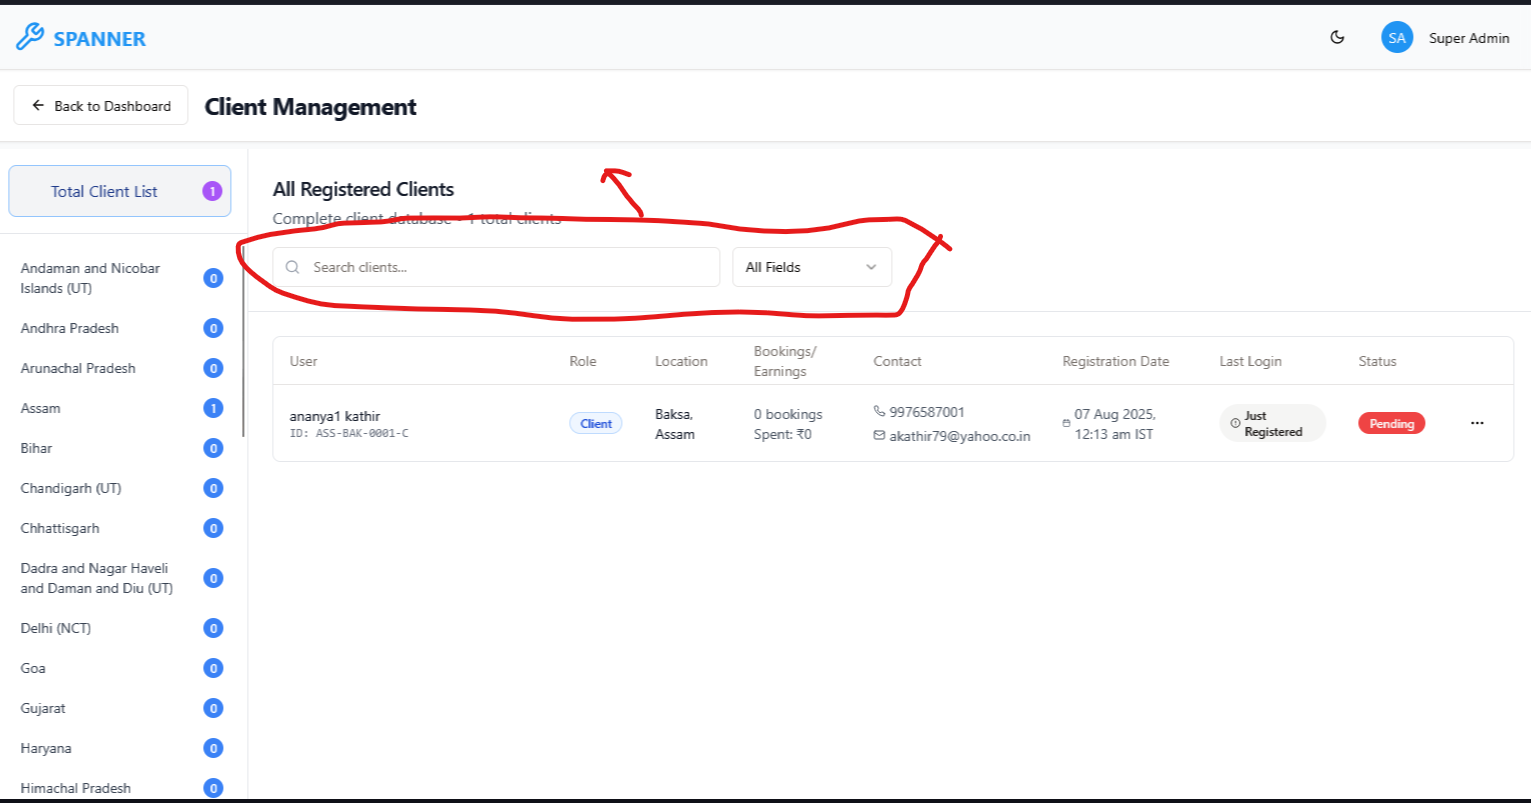 SPANNER
SA
Super Admin
Back to Dashboard
Client Management
Total Client List
1
Andaman and Nicobar
Islands (UT)
0
Andhra Pradesh
0
Arunachal Pradesh
0
Assam
1
Bihar
0
Chandigarh (UT)
0
Chhattisgarh
0
Dadra and Nagar Haveli
and Daman and Diu (UT)
0
Delhi (NCT)
0
Goa
0
Gujarat
0
Haryana
0
Himachal Pradesh
0
All Registered Clients
Complete client database - 1 total clients
Search clients...
All Fields
User
Role
Location
Bookings/
Earnings
Contact
Registration Date
Last Login
Status
ananya1 kathir
ID: ASS-BAK-0001-C
Client
Baksa,
Assam
0 bookings
Spent: ₹0
9976587001
akathir79@yahoo.co.in
07 Aug 2025,
12:13 am IST
Just
Registered
Pending